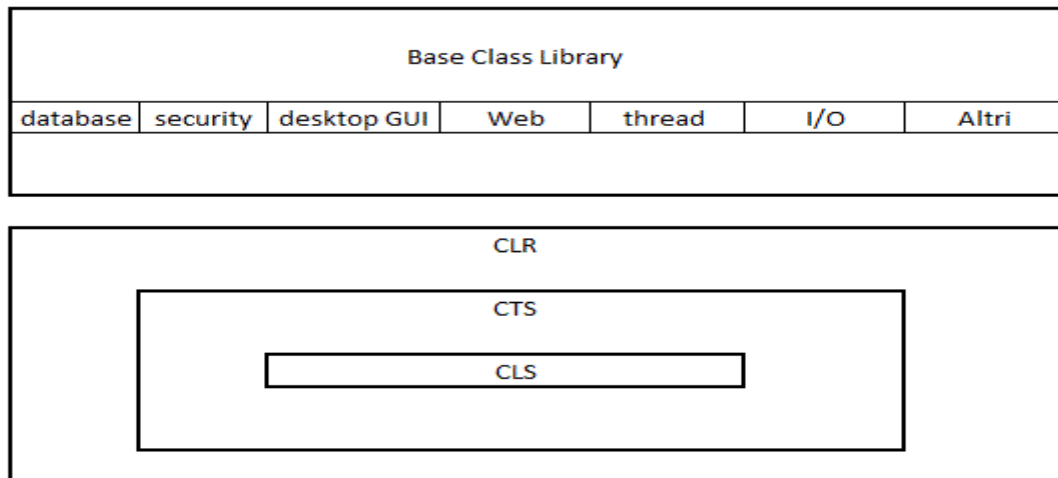 Base Class Library
database security desktop GUI Web thread I/O Altri
CLR
CTS
CLS